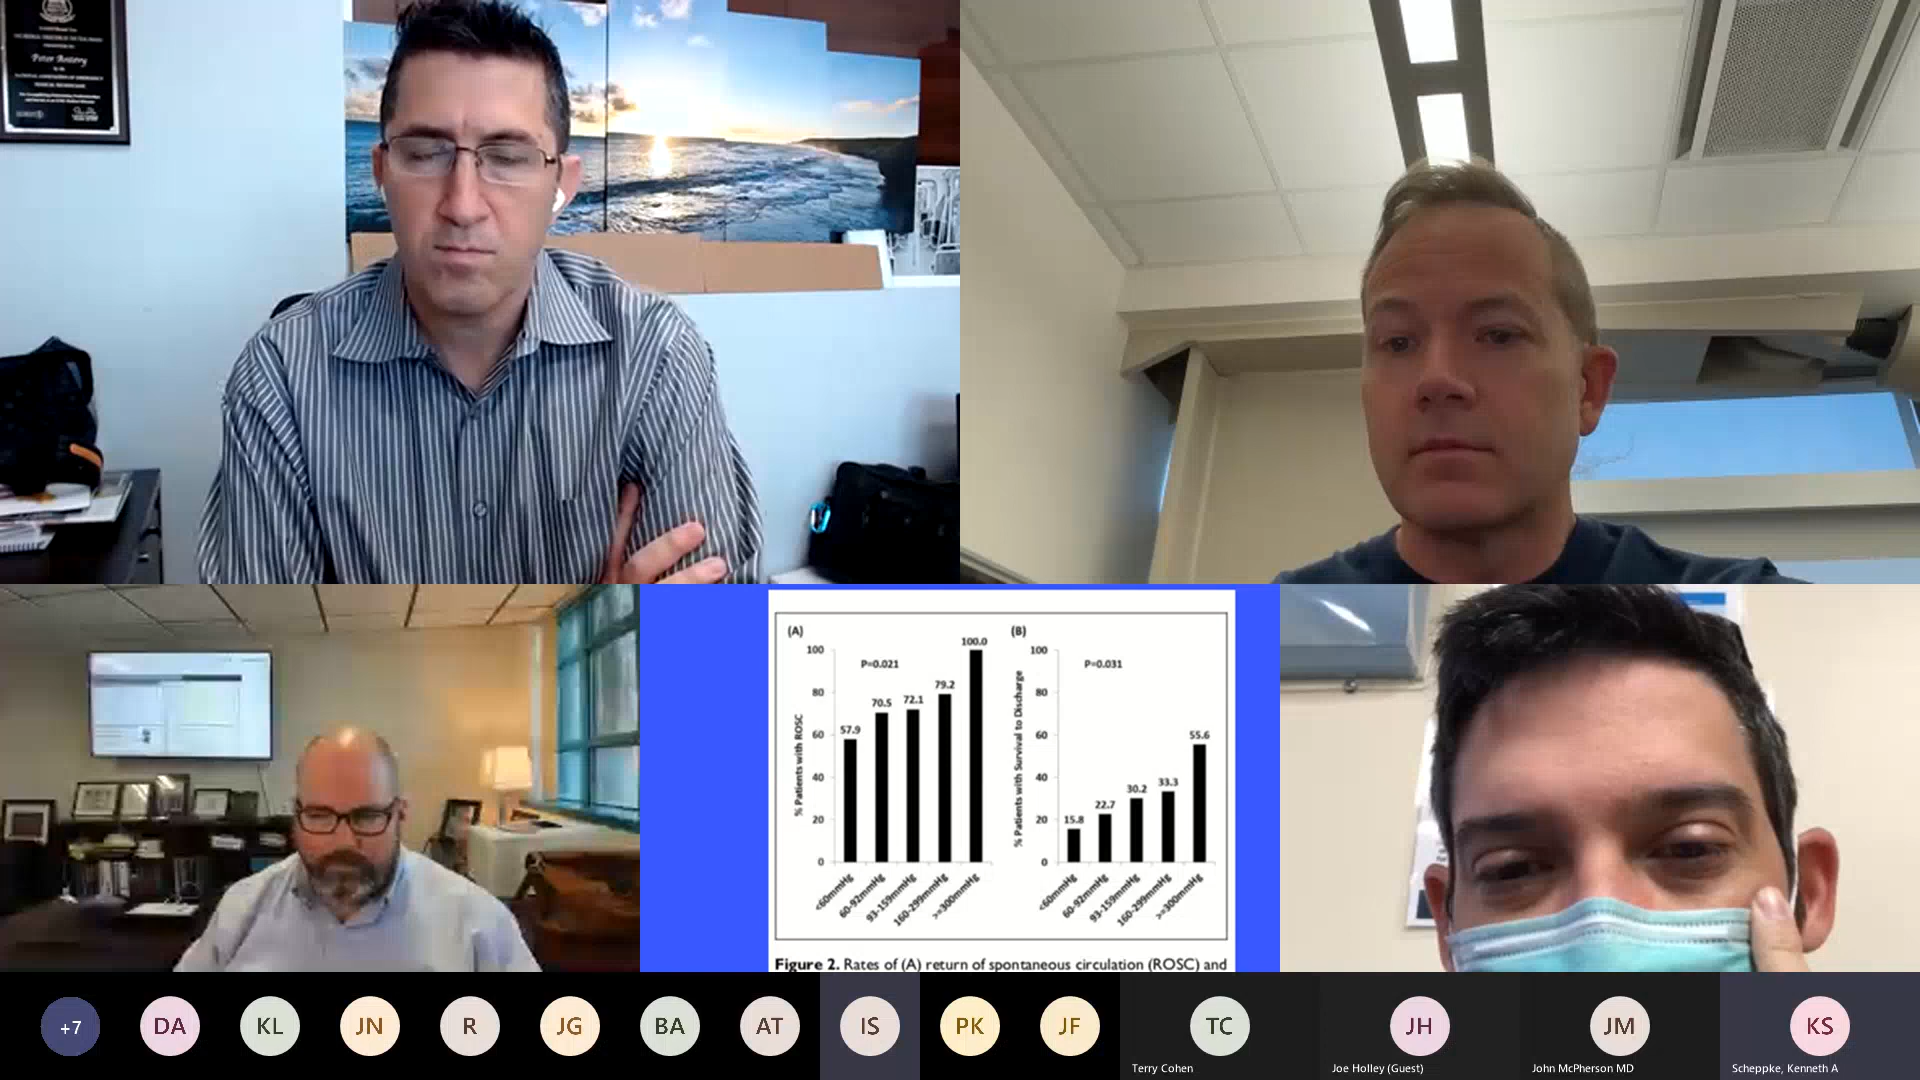 Peter Antevy
(A)
100
80
60
40
20
0
% Patients with ROSC
P=0.021
57.9
70.5
72.1
79.2
100.0
<60mmHg
60-92mmHg
93-159mmHg
160-299mmHg
>=300mmHg
(B)
100
80
60
40
20
0
% Patients with Survival to Discharge
P=0.031
15.8
22.7
30.2
33.3
55.6
<60mmHg
60-92mmHg
93-159mmHg
160-299mmHg
>=300mmHg
Figure 2. Rates of (A) return of spontaneous circulation (ROSC) and
+7
DA
KL
JN
R
JG
BA
AT
IS
PK
JF
TC
Terry Cohen
JH
Joe Holley (Guest)
JM
John McPherson MD
KS
Scheppke, Kenneth A